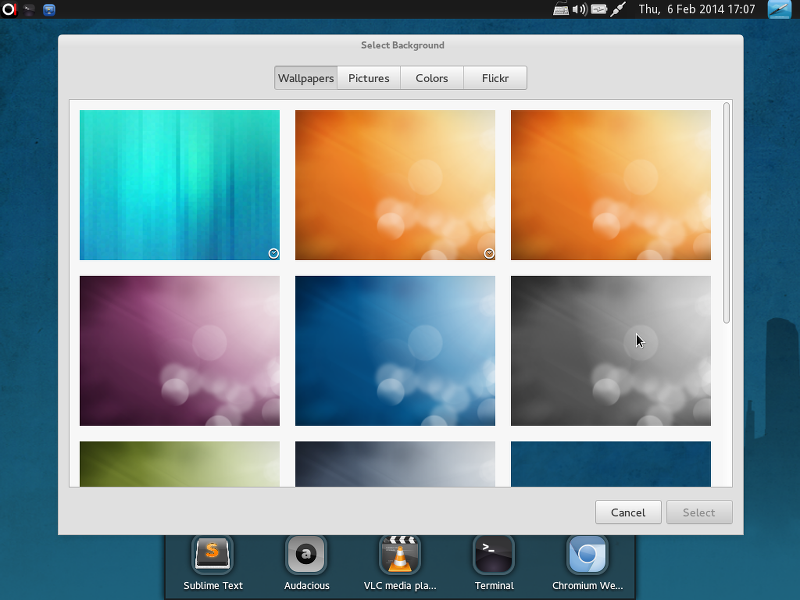 Thu, 6 Feb 2014 17:07
Select Background
Wallpapers
Pictures
Colors
Flickr
Cancel
Select
S
a
>_
Sublime Text
Audacious
VLC media pla...
Terminal
Chromium We...